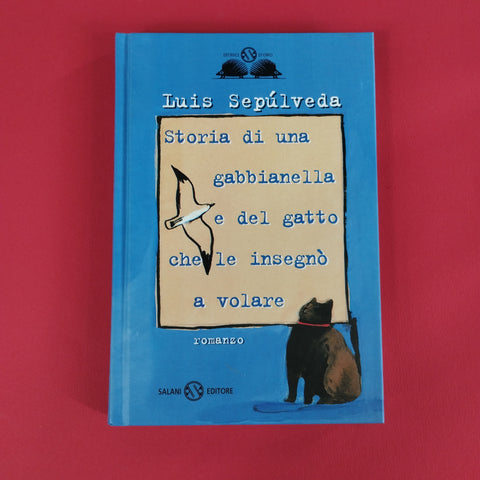 Luis Sepúlveda
Storia di una
gabbianella
e del gatto
che le insegnò
a volare
romanzo
SALANI EDITORE